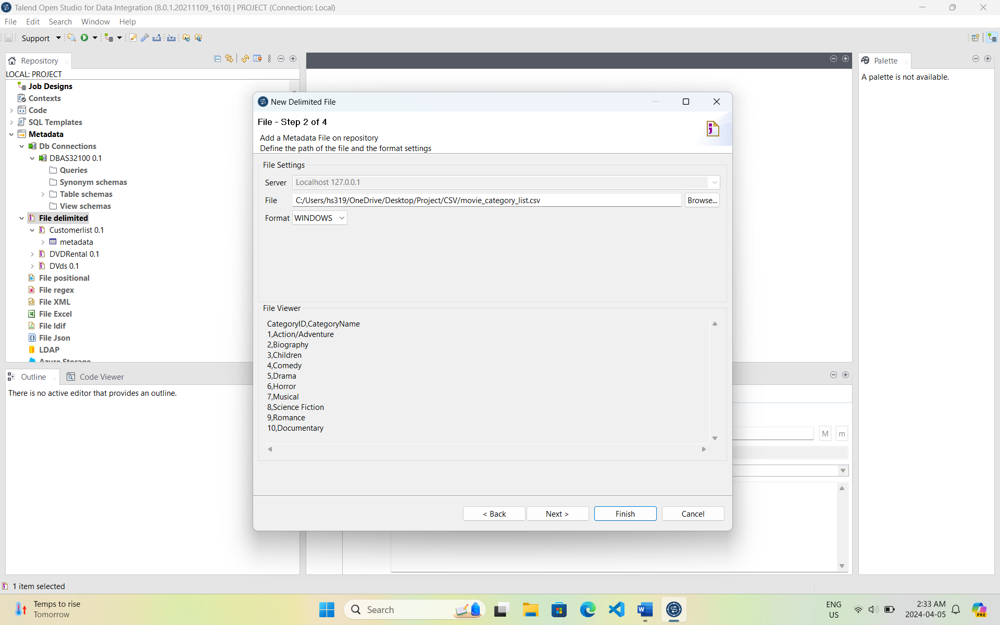 Talend Open Studio for Data Integration (8.0.1.20211109_1610) | PROJECT (Connection: Local)
File Edit Search Window Help
Support
Repository
LOCAL: PROJECT
Job Designs
Contexts
Code
SQL Templates
Metadata
Db Connections
DBAS32100 0.1
Queries
Synonym schemas
Table schemas
View schemas
File delimited
Customerlist 0.1
metadata
DVDRental 0.1
DVds 0.1
File positional
File regex
File XML
File Excel
File ldif
File Json
LDAP
Azure Storage
Outline
Code Viewer
There is no active editor that provides an outline.
New Delimited File
File - Step 2 of 4
Add a Metadata File on repository
Define the path of the file and the format settings
File Settings
Server Localhost 127.0.0.1
File C:/Users/hs319/OneDrive/Desktop/Project/CSV/movie_category_list.csv Browse...
Format WINDOWS
File Viewer
CategoryID,CategoryName
1,Action/Adventure
2,Biography
3,Children
4,Comedy
5,Drama
6,Horror
7,Musical
8,Science Fiction
9,Romance
10,Documentary
< Back Next > Finish Cancel
M m
Palette
A palette is not available.
1 item selected
Temps to rise
Tomorrow
Search
ENG
US
2:33 AM
2024-04-05
PRE